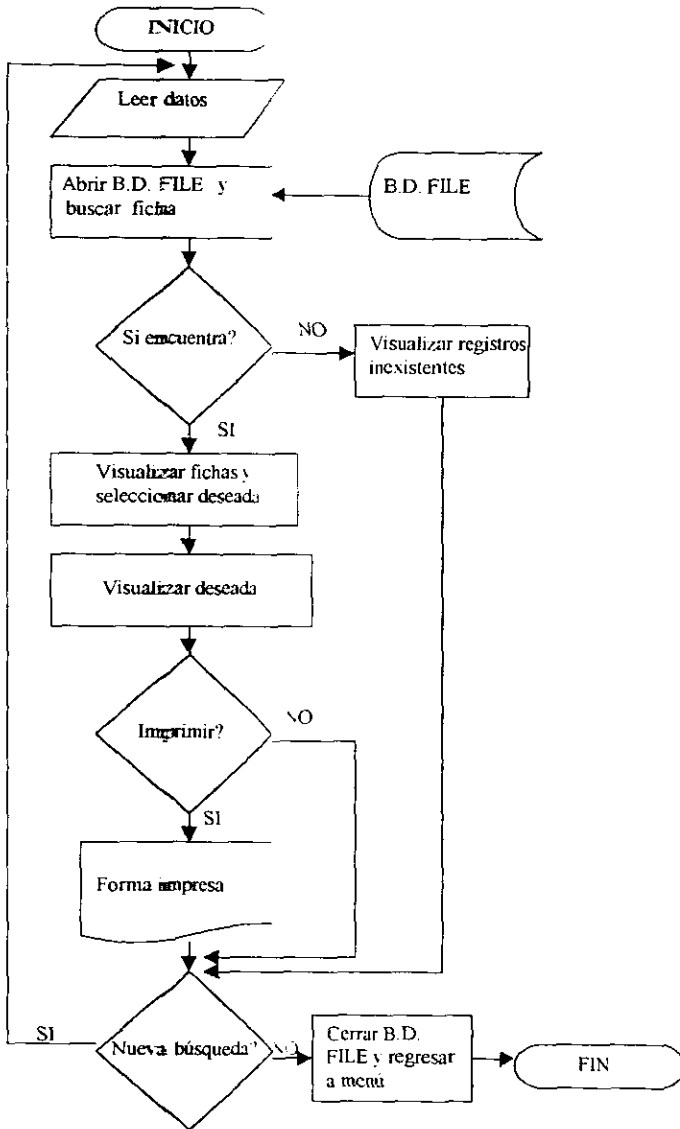 INICIO
Leer datos
Abrir B.D. FILE y
buscar ficha
B.D. FILE
Si encuentra?
NO
Visualizar registros
inexistentes
SI
Visualizar fichas y
seleccionar deseada
Visualizar deseada
Imprimir?
NO
SI
Forma impresa
Nueva búsqueda?
SI
NO
Cerrar B.D.
FILE y regresar
a menú
FIN